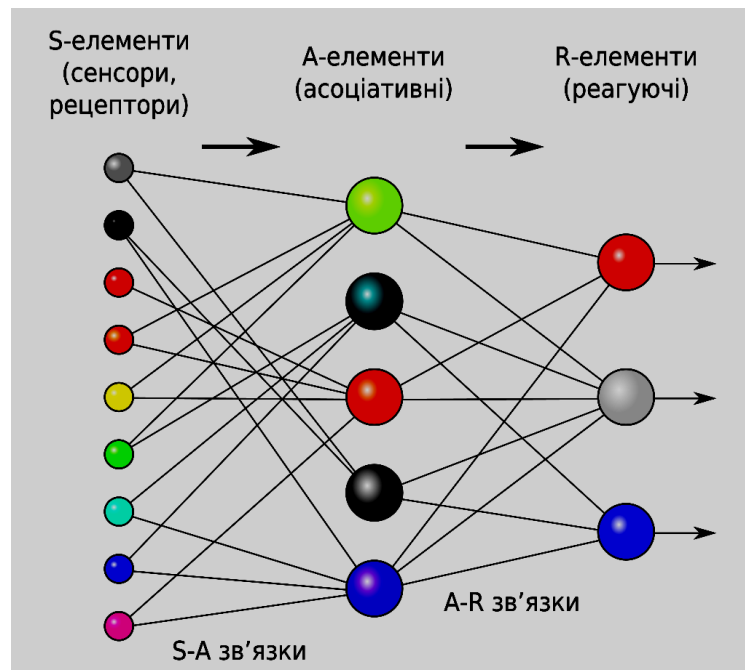 S-елементи
(сенсори,
рецептори)
А-елементи
(асоціативні)
R-елементи
(реагуючі)
A-R зв’язки
S-A зв’язки